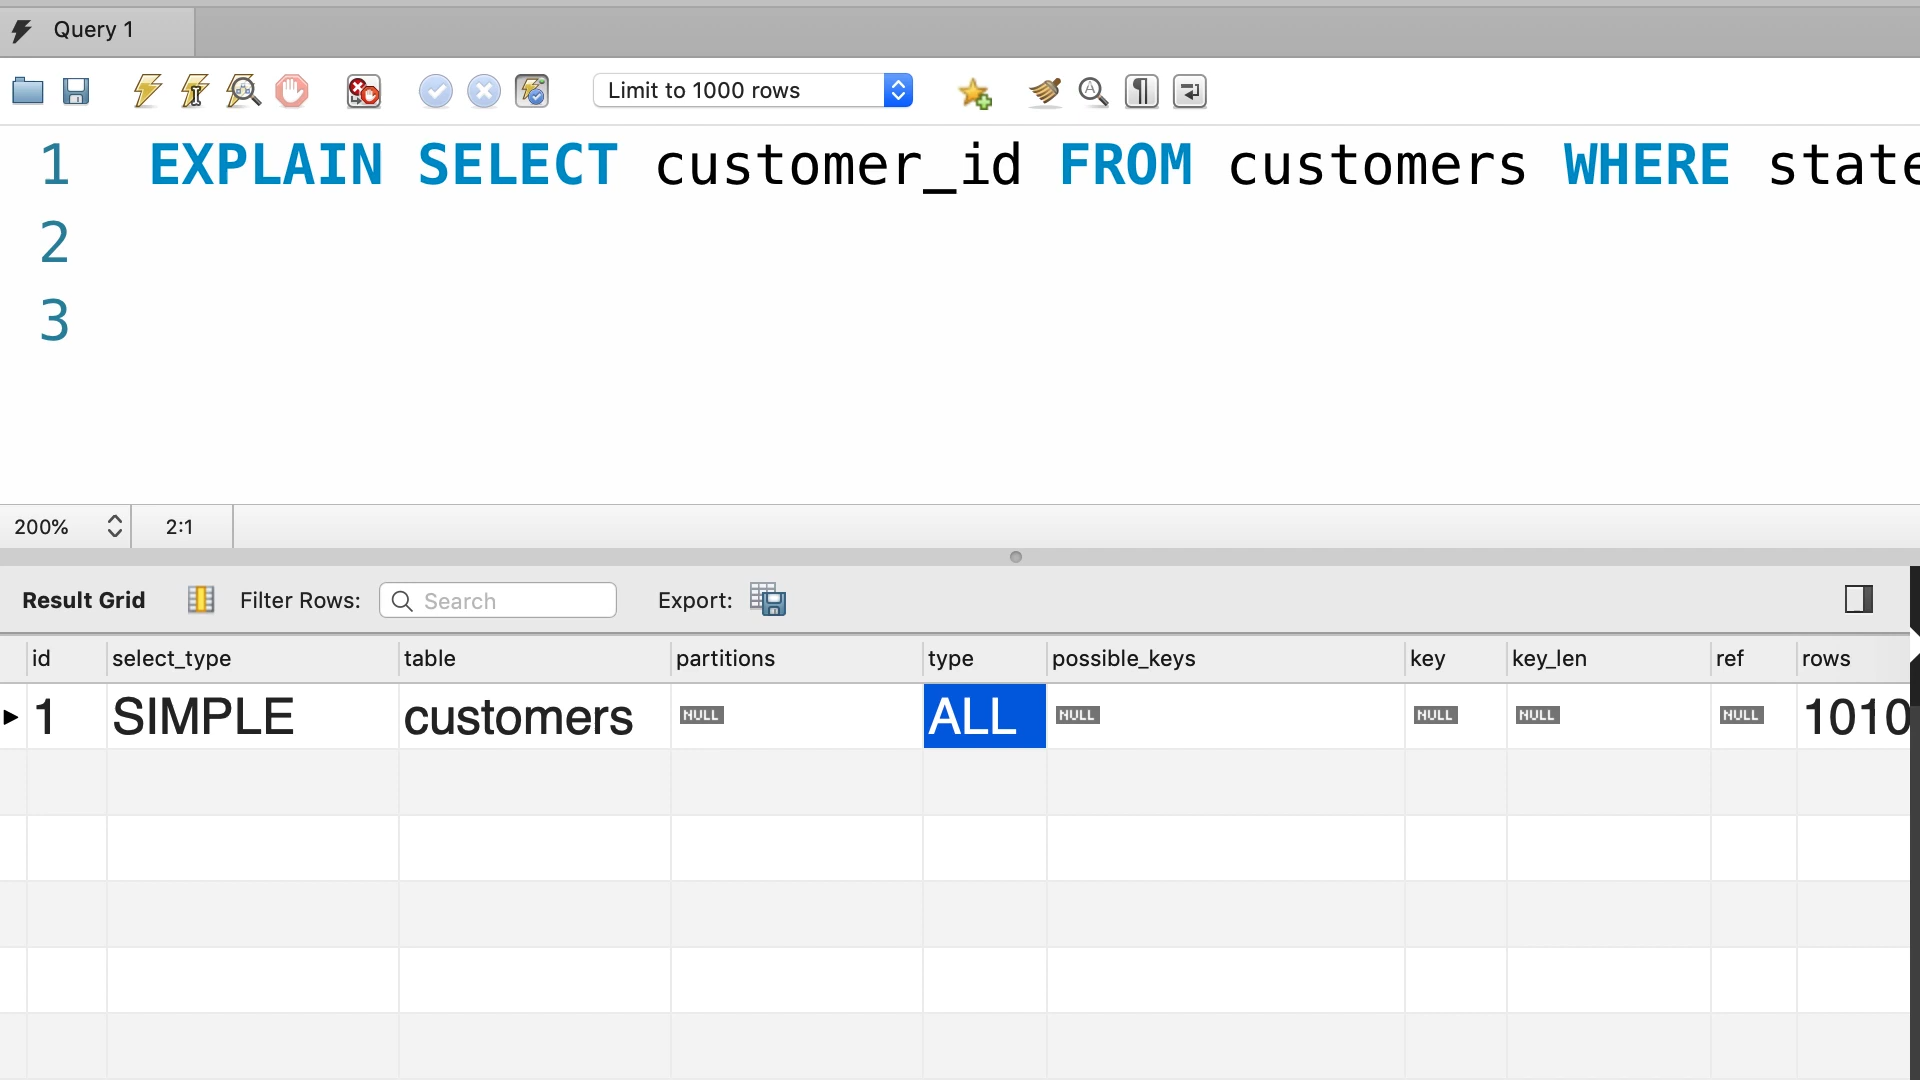 Query 1
Limit to 1000 rows
1 EXPLAIN SELECT customer_id FROM customers WHERE state
2
3
200% 2:1
Result Grid Filter Rows: Search Export:
id select_type table partitions type possible_keys key key_len ref rows
1 SIMPLE customers NULL ALL NULL NULL NULL NULL 1010